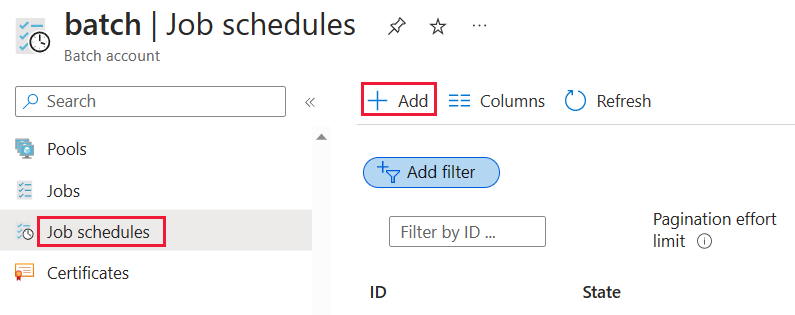 batch | Job schedules
Batch account
Search
Add
Columns
Refresh
Pools
Jobs
Job schedules
Certificates
Add filter
Filter by ID ...
Pagination effort
limit
ID
State